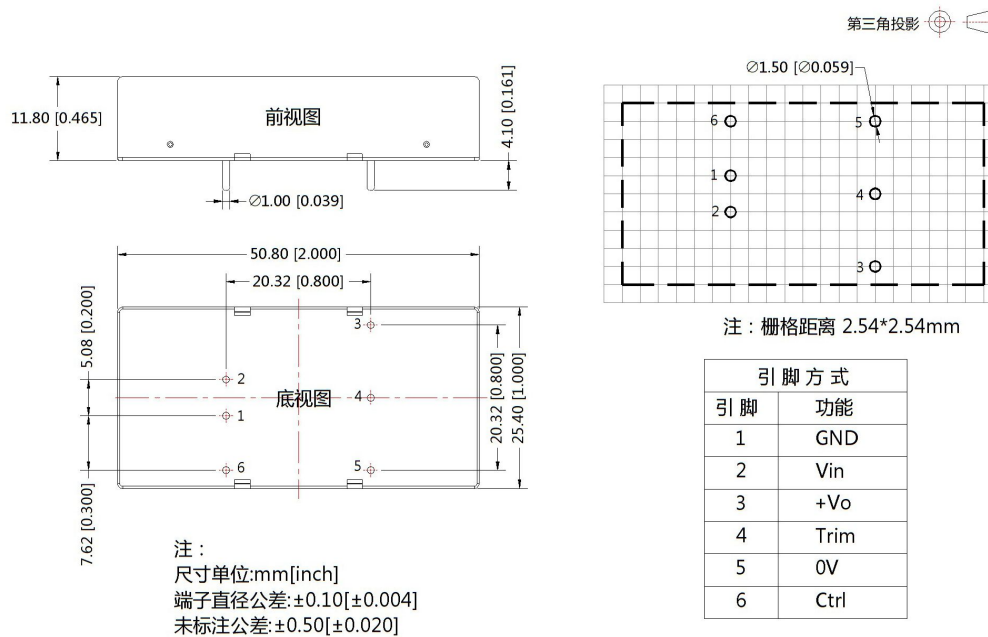 第三角投影
⌀1.50 [⌀0.059]
11.80 [0.465]
前视图
4.10 [0.161]
⌀1.00 [0.039]
6
5
1
4
2
3
50.80 [2.000]
20.32 [0.800]
5.08 [0.200]
3
2
底视图
4
1
6
5
20.32 [0.800]
25.40 [1.000]
7.62 [0.300]
注：栅格距离 2.54*2.54mm
引脚方式
引脚 功能
1 GND
2 Vin
3 +Vo
4 Trim
5 0V
6 Ctrl
注：
尺寸单位:mm[inch]
端子直径公差:±0.10[±0.004]
未标注公差:±0.50[±0.020]